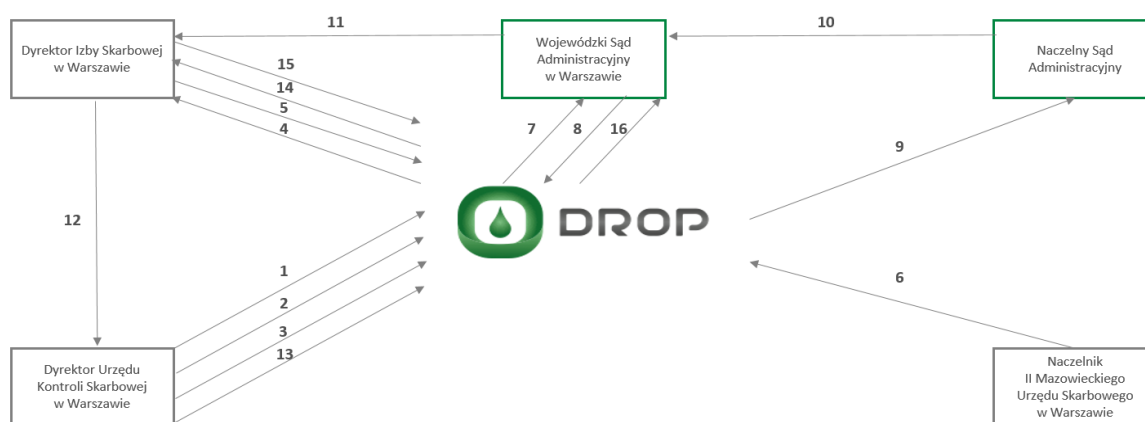 11
10
Dyrektor Izby Skarbowej
w Warszawie
Wojewódzki Sąd
Administracyjny
w Warszawie
Naczelny Sąd
Administracyjny
15
14
5
4
7
8
16
9
12
DROP
1
2
3
13
6
Dyrektor Urzędu
Kontroli Skarbowej
w Warszawie
Naczelnik
II Mazowieckiego
Urzędu Skarbowego
w Warszawie